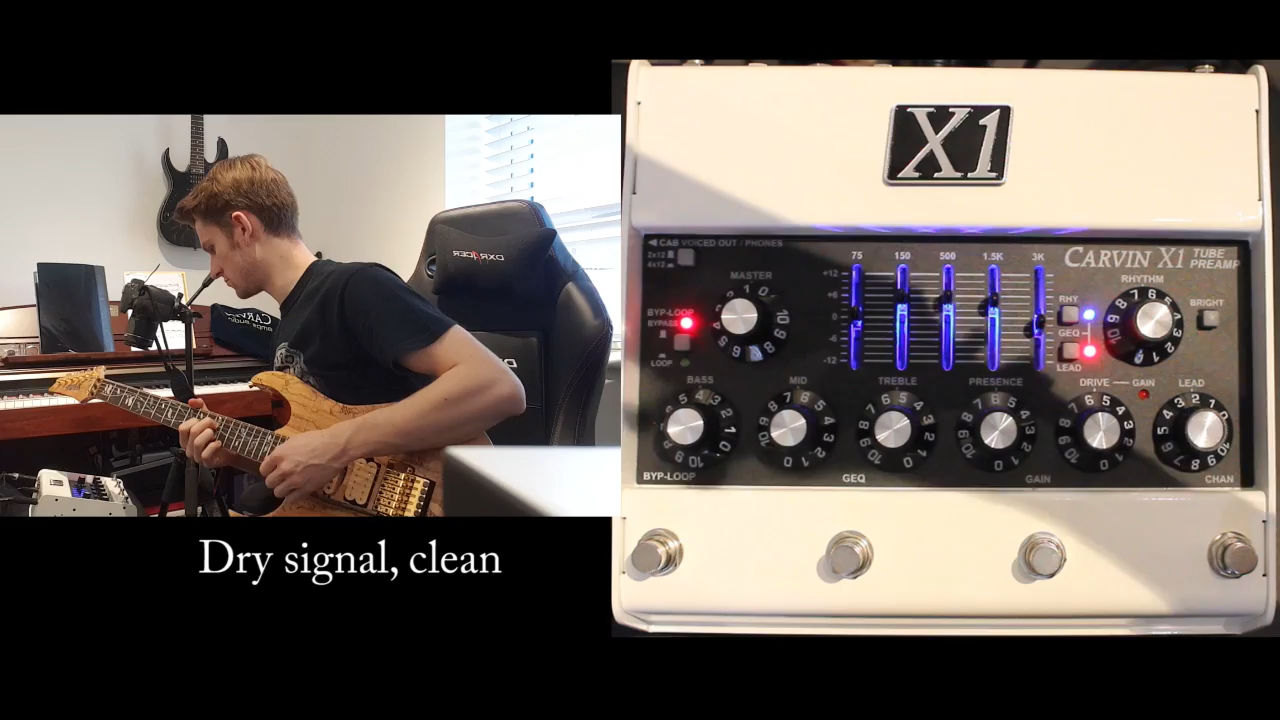 DXRACER
CARVIN
Dry signal, clean
X1
◀ CAB VOICED OUT / PHONES
2x12
4x12
MASTER
BYP-LOOP
BYPASS
LOOP
75 150 500 1.5K 3K
+12
+6
0
-6
-12
CARVIN X1 TUBE PREAMP
RHYTHM
RHY
GEQ
LEAD
BRIGHT
BASS MID TREBLE PRESENCE DRIVE — GAIN LEAD
BYP-LOOP GEQ GAIN CHAN